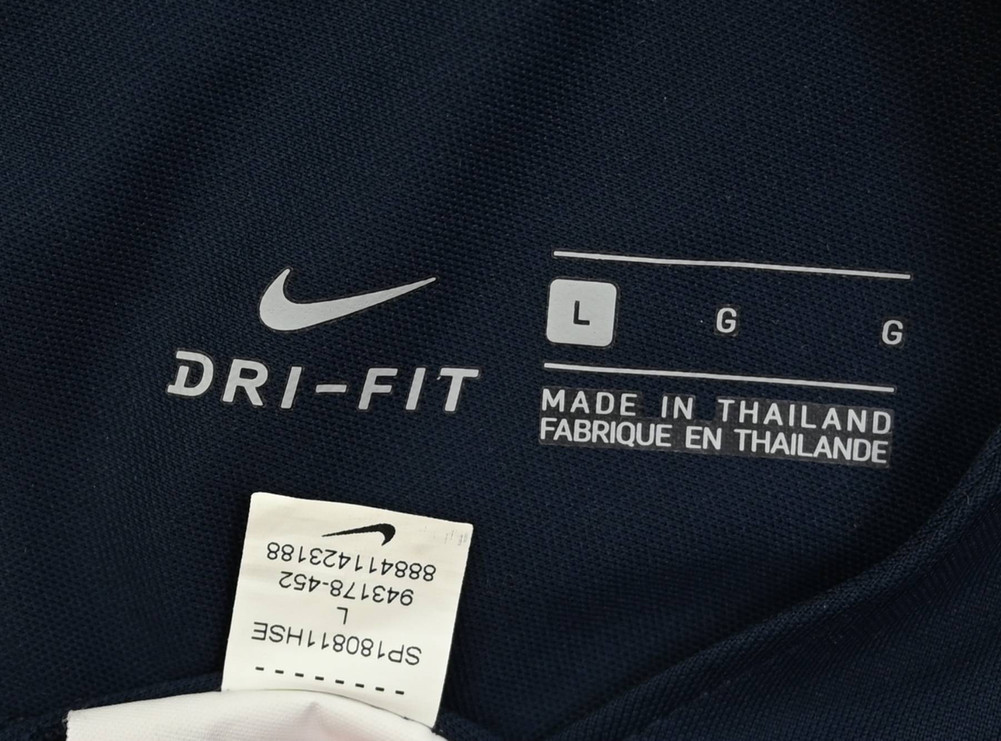 DRI-FIT
L G G
MADE IN THAILAND
FABRIQUE EN THAILANDE
SP180811HSE
L
943178-452
888411423188